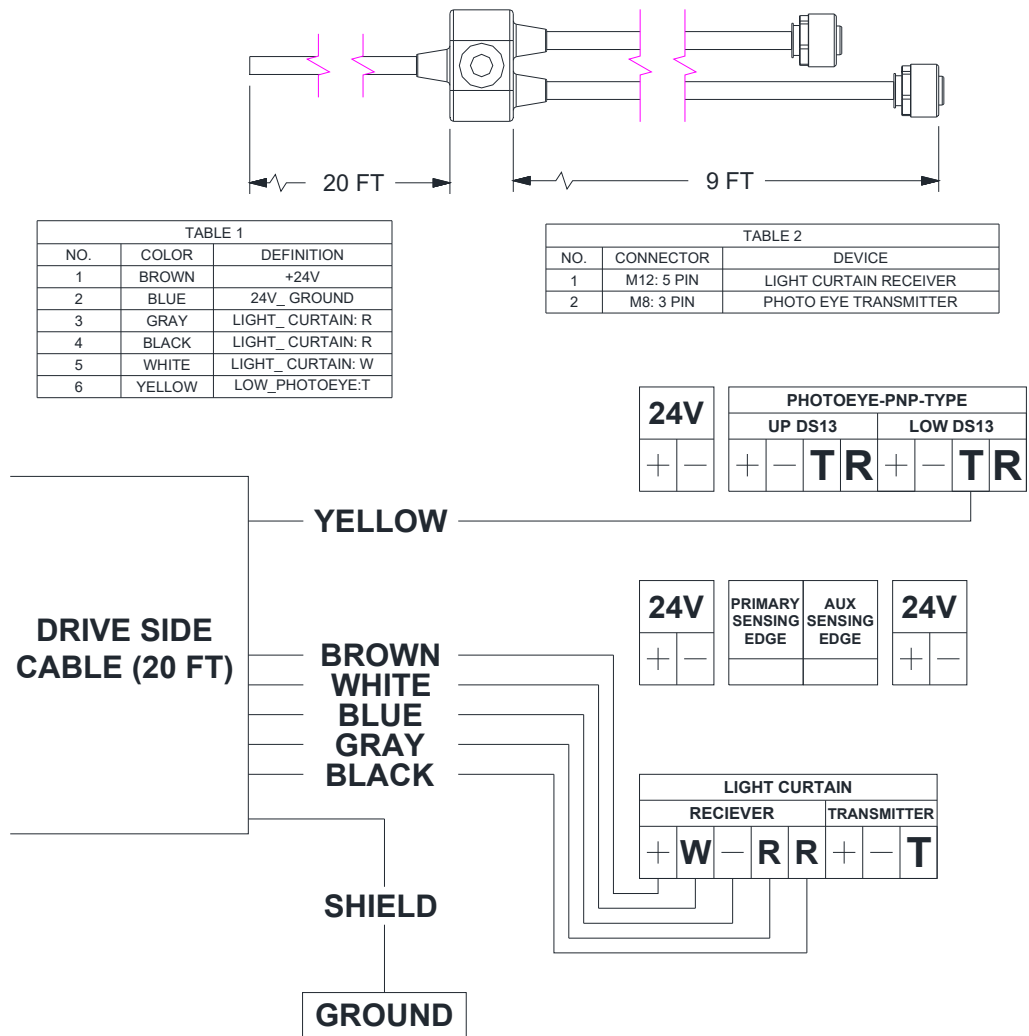 20 FT
9 FT
TABLE 1
NO. COLOR DEFINITION
1 BROWN +24V
2 BLUE 24V_ GROUND
3 GRAY LIGHT_ CURTAIN: R
4 BLACK LIGHT_ CURTAIN: R
5 WHITE LIGHT_ CURTAIN: W
6 YELLOW LOW_PHOTOEYE:T
TABLE 2
NO. CONNECTOR DEVICE
1 M12: 5 PIN LIGHT CURTAIN RECEIVER
2 M8: 3 PIN PHOTO EYE TRANSMITTER
24V
+ −
PHOTOEYE-PNP-TYPE
UP DS13 LOW DS13
+ − T R + − T R
YELLOW
DRIVE SIDE
CABLE (20 FT)
24V
+ −
PRIMARY
SENSING
EDGE
AUX
SENSING
EDGE
24V
+ −
BROWN
WHITE
BLUE
GRAY
BLACK
LIGHT CURTAIN
RECIEVER TRANSMITTER
+ W − R R + − T
SHIELD
GROUND